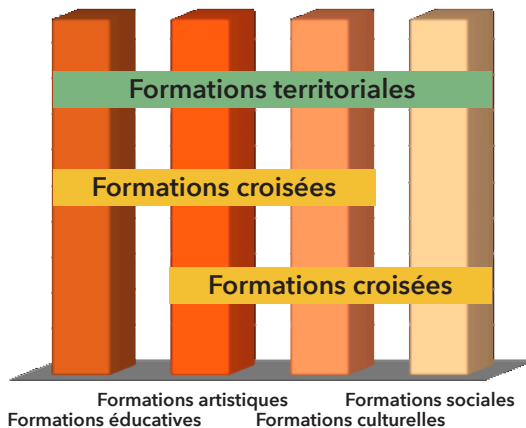 Formations territoriales
Formations croisées
Formations croisées
Formations artistiques Formations sociales
Formations éducatives Formations culturelles